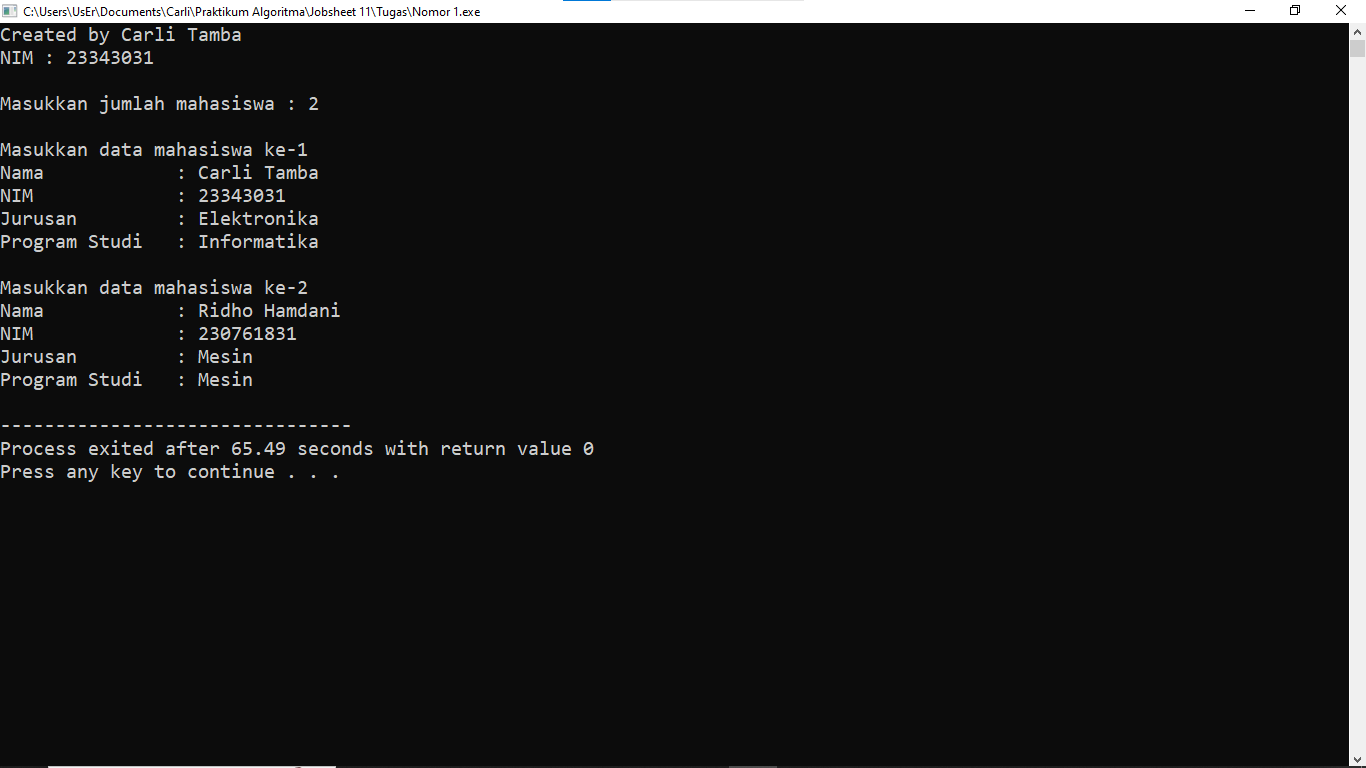 C:\Users\UsEr\Documents\Carli\Praktikum Algoritma\Jobsheet 11\Tugas\Nomor 1.exe
Created by Carli Tamba
NIM : 23343031
Masukkan jumlah mahasiswa : 2
Masukkan data mahasiswa ke-1
Nama            : Carli Tamba
NIM             : 23343031
Jurusan         : Elektronika
Program Studi   : Informatika
Masukkan data mahasiswa ke-2
Nama            : Ridho Hamdani
NIM             : 230761831
Jurusan         : Mesin
Program Studi   : Mesin
--------------------------------
Process exited after 65.49 seconds with return value 0
Press any key to continue . . .